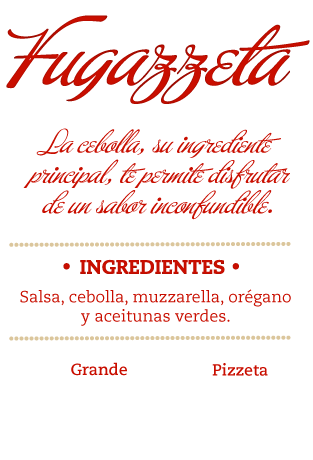 Fugazzeta
La cebolla, su ingrediente
principal, te permite disfrutar
de un sabor inconfundible.
• INGREDIENTES •
Salsa, cebolla, muzzarella, orégano
y aceitunas verdes.
Grande Pizzeta